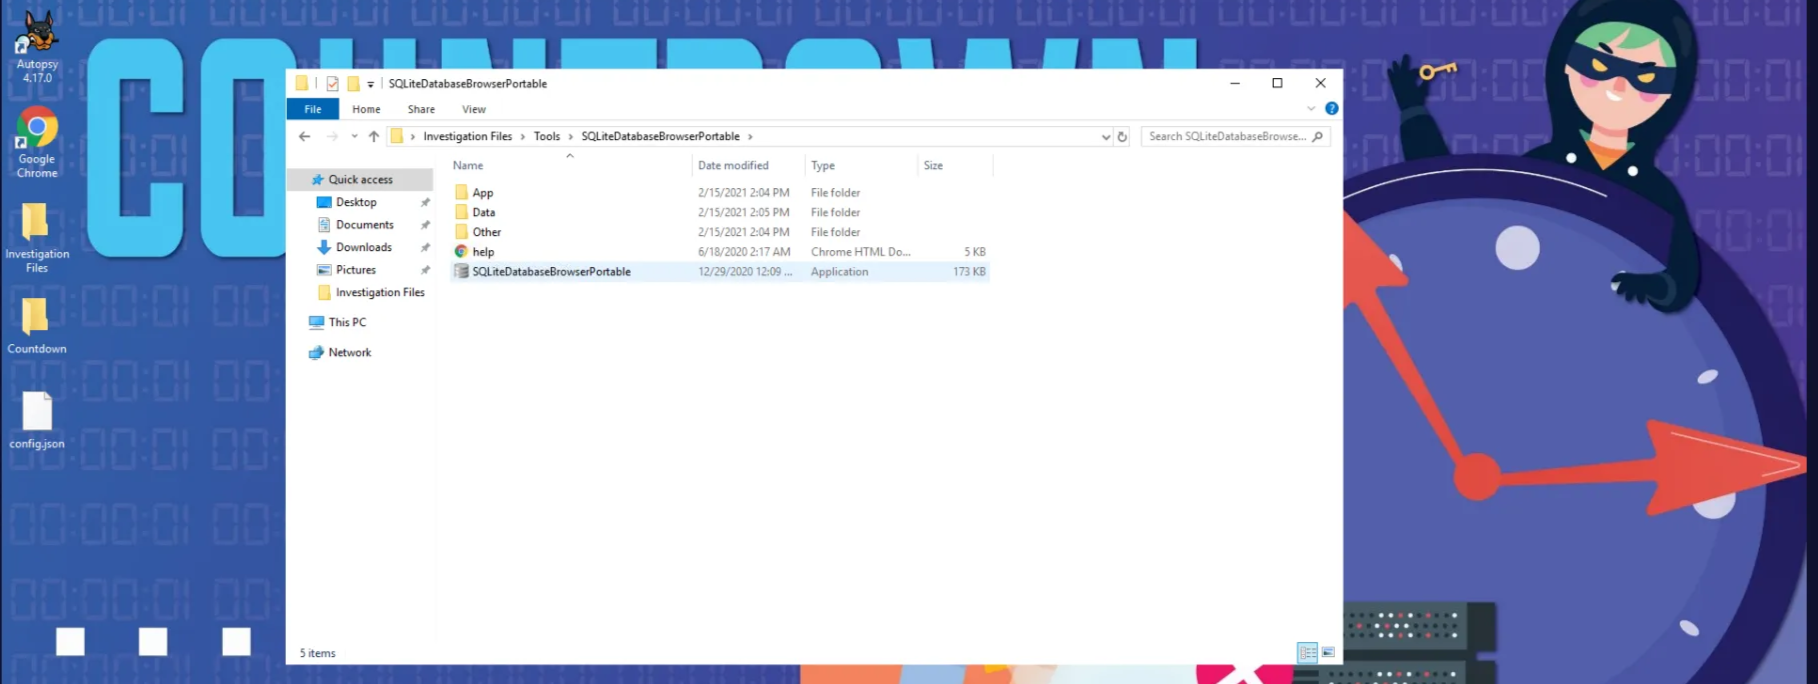 COUNTDOWN
Autopsy
4.17.0
Google
Chrome
Investigation
Files
Countdown
config.json
SQLiteDatabaseBrowserPortable
File Home Share View
Investigation Files > Tools > SQLiteDatabaseBrowserPortable >
Search SQLiteDatabaseBrowse...
Quick access
Desktop
Documents
Downloads
Pictures
Investigation Files
This PC
Network
Name Date modified Type Size
App 2/15/2021 2:04 PM File folder
Data 2/15/2021 2:05 PM File folder
Other 2/15/2021 2:04 PM File folder
help 6/18/2020 2:17 AM Chrome HTML Do... 5 KB
SQLiteDatabaseBrowserPortable 12/29/2020 12:09 ... Application 173 KB
5 items